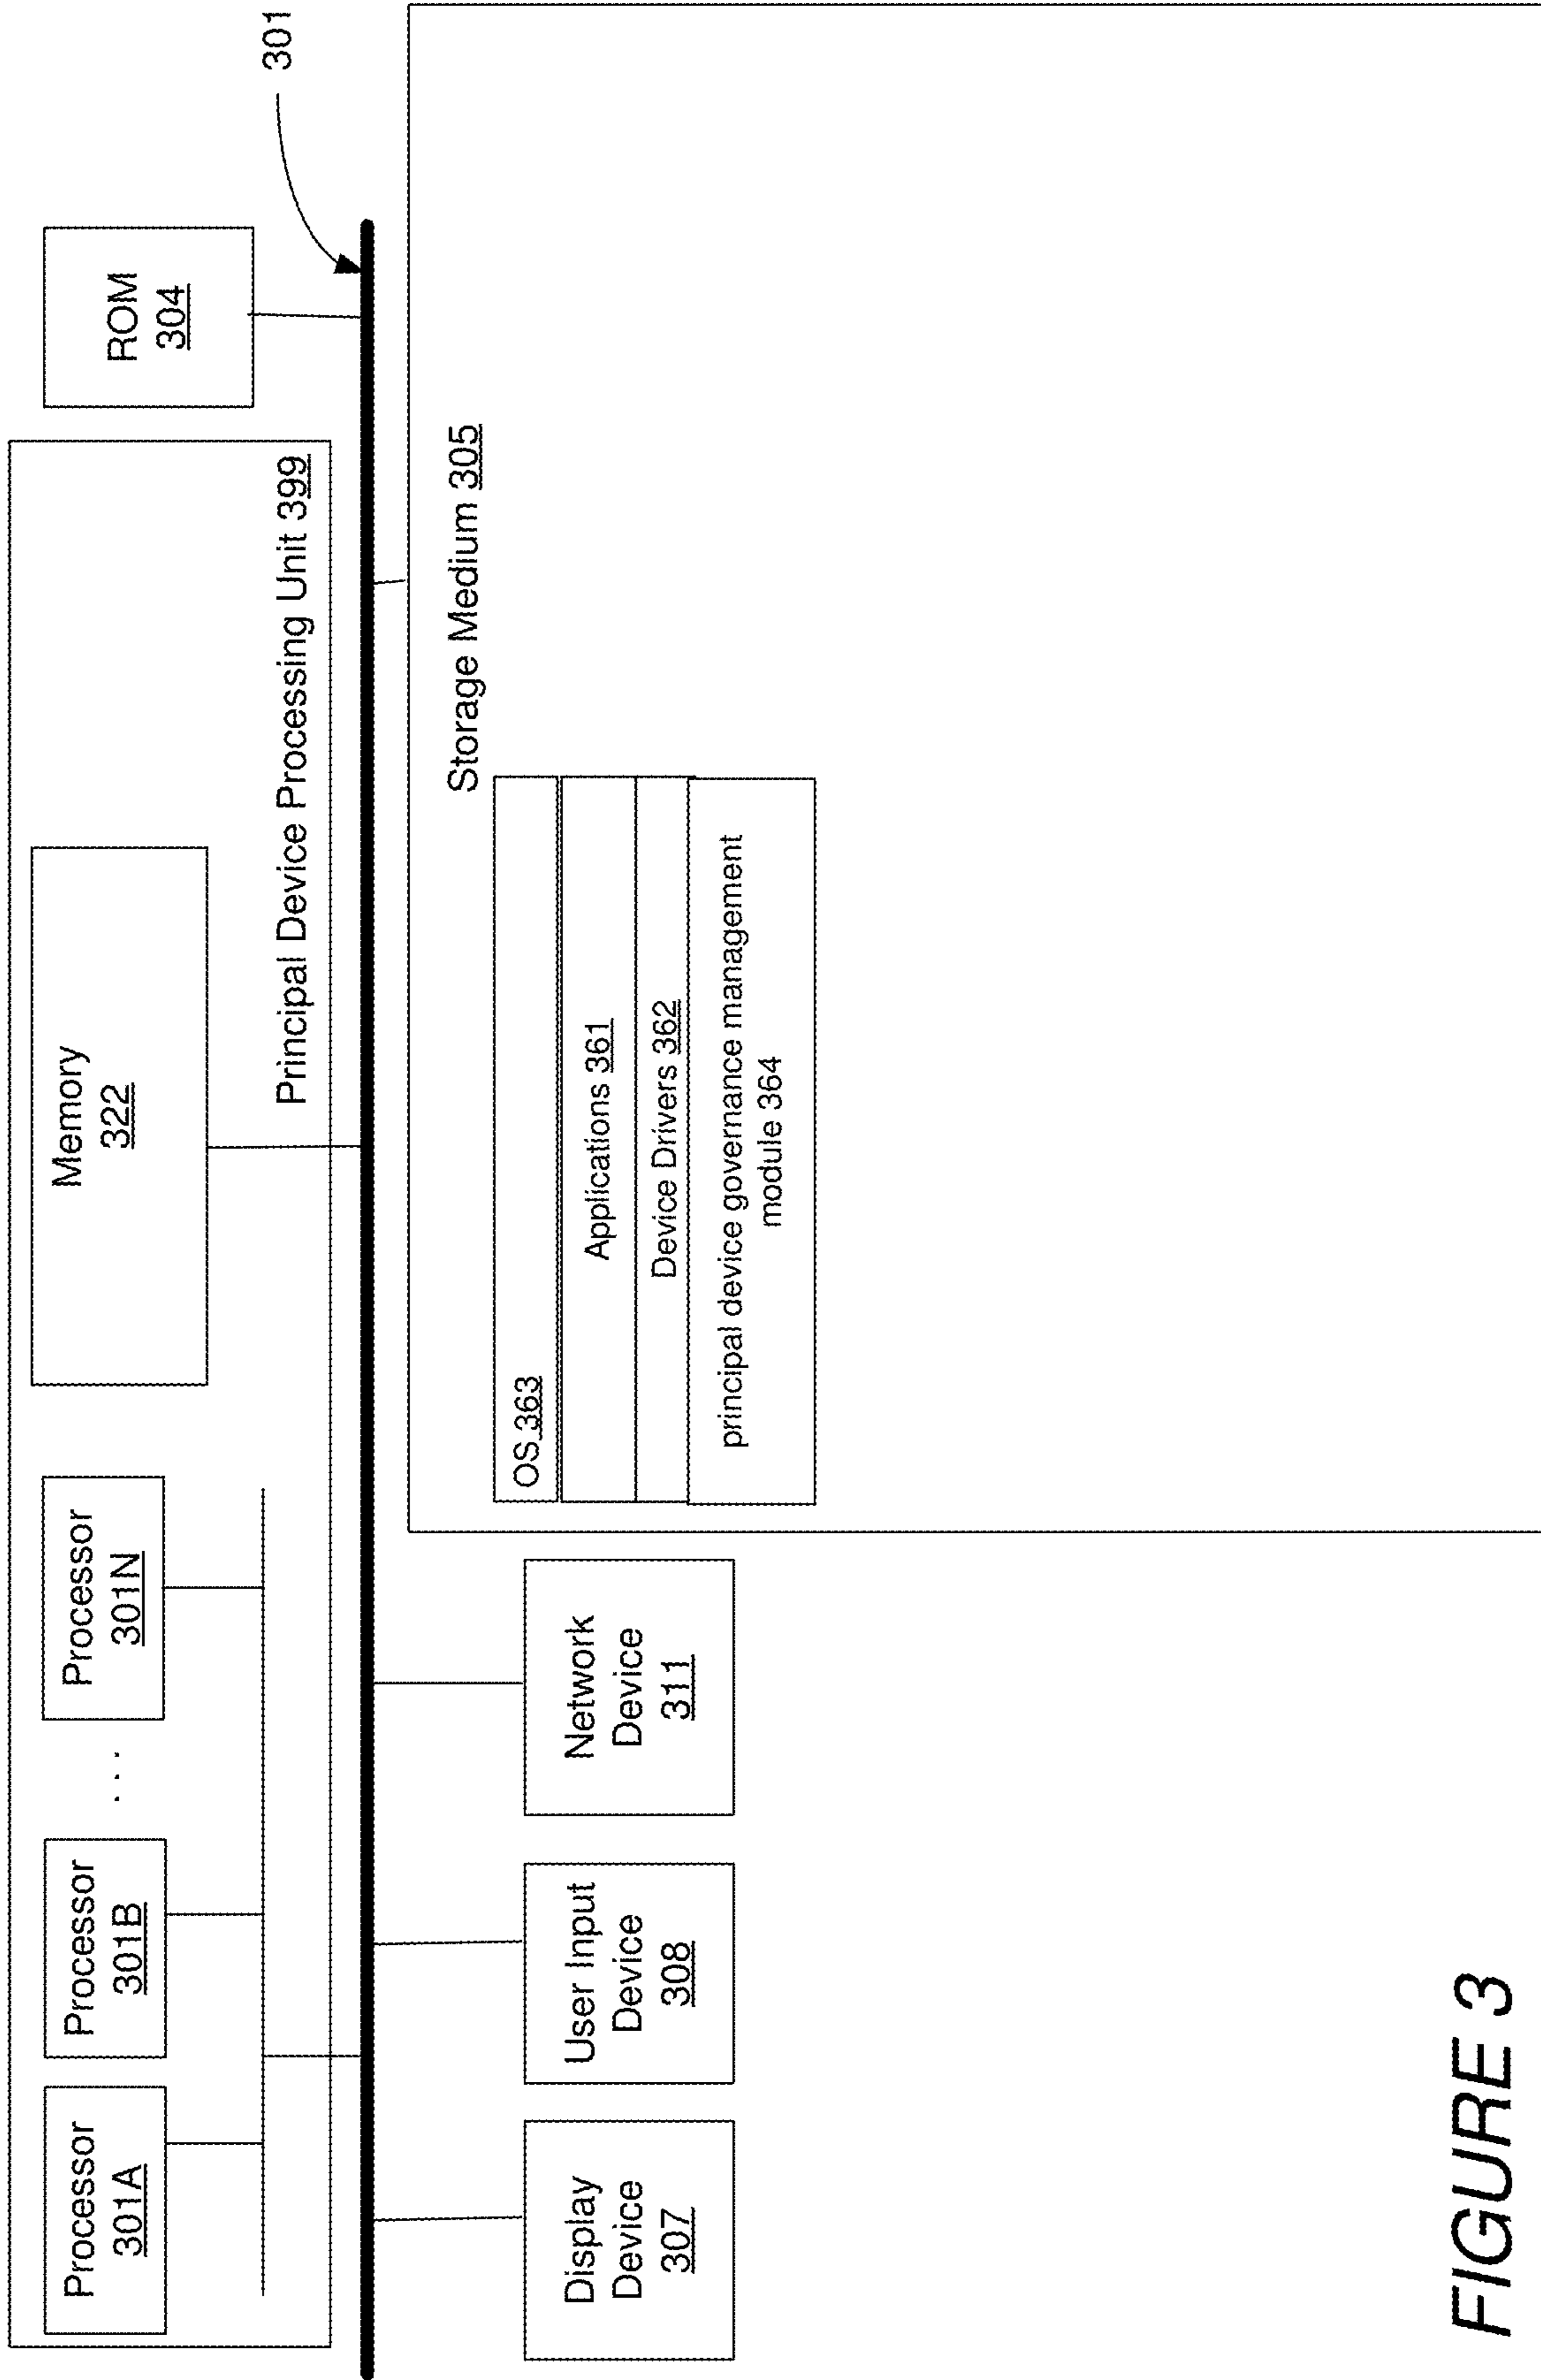 Processor
301A
Processor
301B
. . .
Processor
301N
Memory
322
Principal Device Processing Unit 399
ROM
304
301
Display
Device
307
User Input
Device
308
Network
Device
311
Storage Medium 305
OS 363
Applications 361
Device Drivers 362
principal device governance management
module 364
FIGURE 3